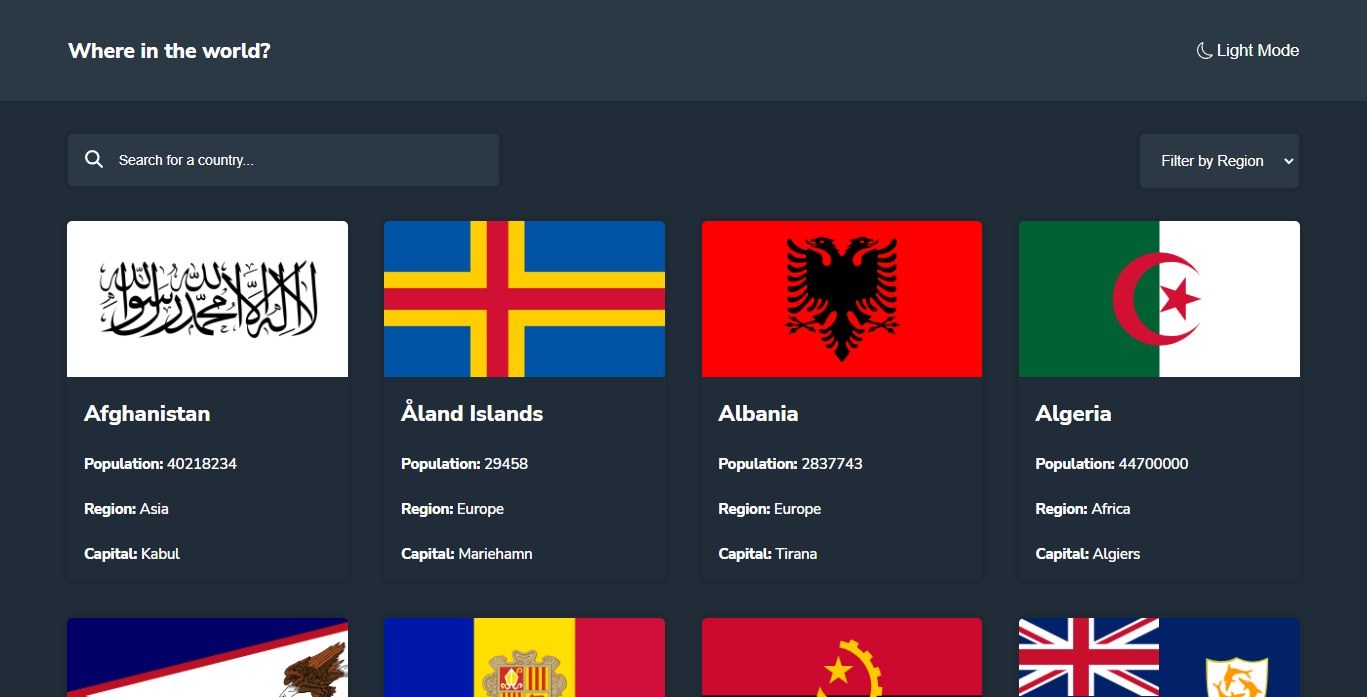 Where in the world?
Light Mode
Search for a country...
Filter by Region
لا إله إلا الله محمد رسول الله
Afghanistan
Population: 40218234
Region: Asia
Capital: Kabul
Åland Islands
Population: 29458
Region: Europe
Capital: Mariehamn
Albania
Population: 2837743
Region: Europe
Capital: Tirana
Algeria
Population: 44700000
Region: Africa
Capital: Algiers